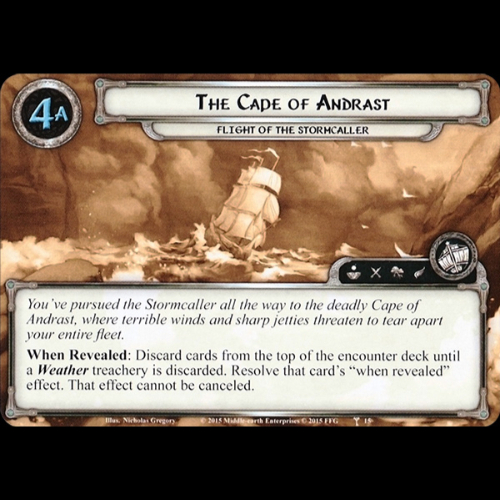 4A
THE CAPE OF ANDRAST
FLIGHT OF THE STORMCALLER
You've pursued the Stormcaller all the way to the deadly Cape of
Andrast, where terrible winds and sharp jetties threaten to tear apart
your entire fleet.
When Revealed: Discard cards from the top of the encounter deck until
a Weather treachery is discarded. Resolve that card's “when revealed”
effect. That effect cannot be canceled.
Illus. Nicholas Gregory © 2015 Middle-earth Enterprises © 2015 FFG 15